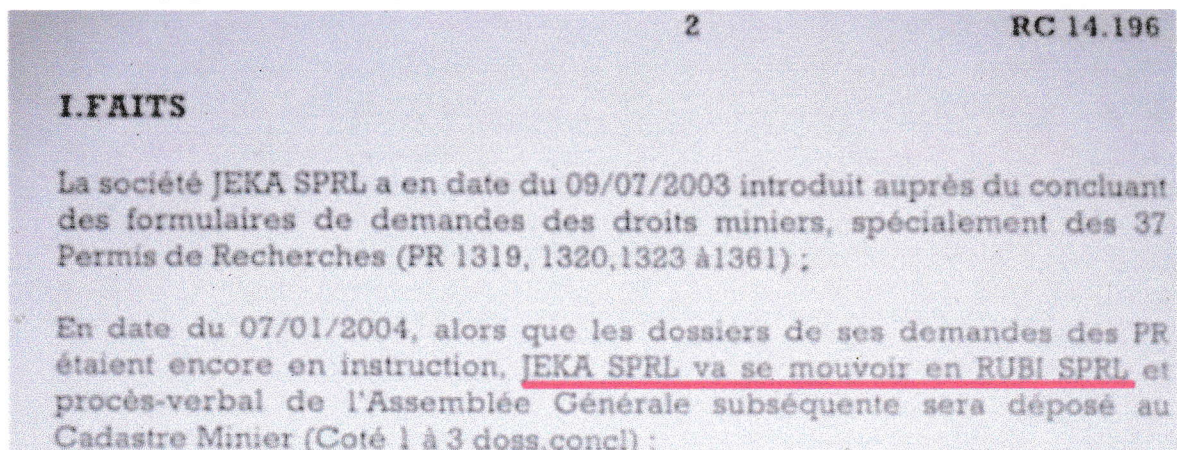 2 RC 14.196
I.FAITS
La société JEKA SPRL a en date du 09/07/2003 introduit auprès du concluant
des formulaires de demandes des droits miniers, spécialement des 37
Permis de Recherches (PR 1319, 1320,1323 à1361) ;
En date du 07/01/2004, alors que les dossiers de ses demandes des PR
étaient encore en instruction, JEKA SPRL va se mouvoir en RUBI SPRL et
procès-verbal de l'Assemblée Générale subséquente sera déposé au
Cadastre Minier (Coté 1 à 3 doss.concl) ;